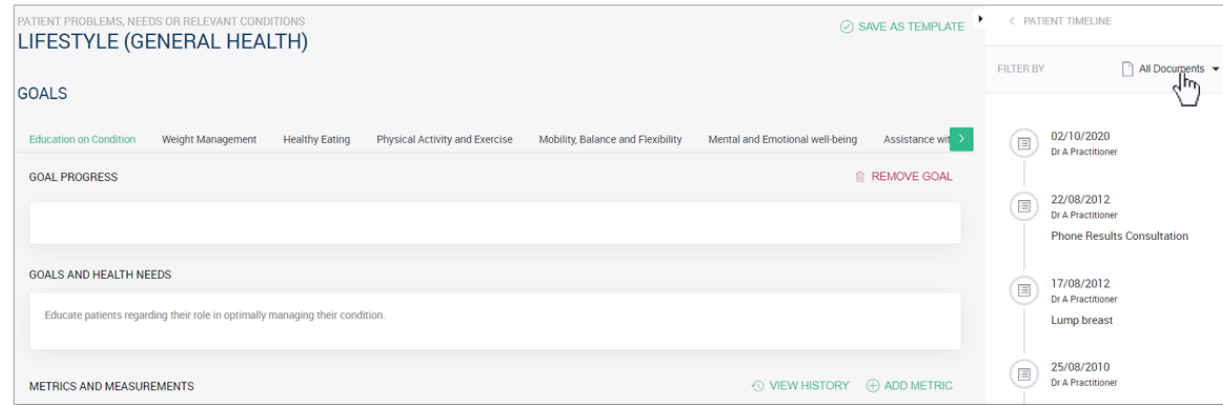 PATIENT PROBLEMS, NEEDS OR RELEVANT CONDITIONS
LIFESTYLE (GENERAL HEALTH)
SAVE AS TEMPLATE
GOALS
Education on Condition Weight Management Healthy Eating Physical Activity and Exercise Mobility, Balance and Flexibility Mental and Emotional well-being Assistance wit
GOAL PROGRESS
REMOVE GOAL
GOALS AND HEALTH NEEDS
Educate patients regarding their role in optimally managing their condition.
METRICS AND MEASUREMENTS
VIEW HISTORY
ADD METRIC
PATIENT TIMELINE
FILTER BY
All Documents
02/10/2020
Dr A Practitioner
22/08/2012
Dr A Practitioner
Phone Results Consultation
17/08/2012
Dr A Practitioner
Lump breast
25/08/2010
Dr A Practitioner